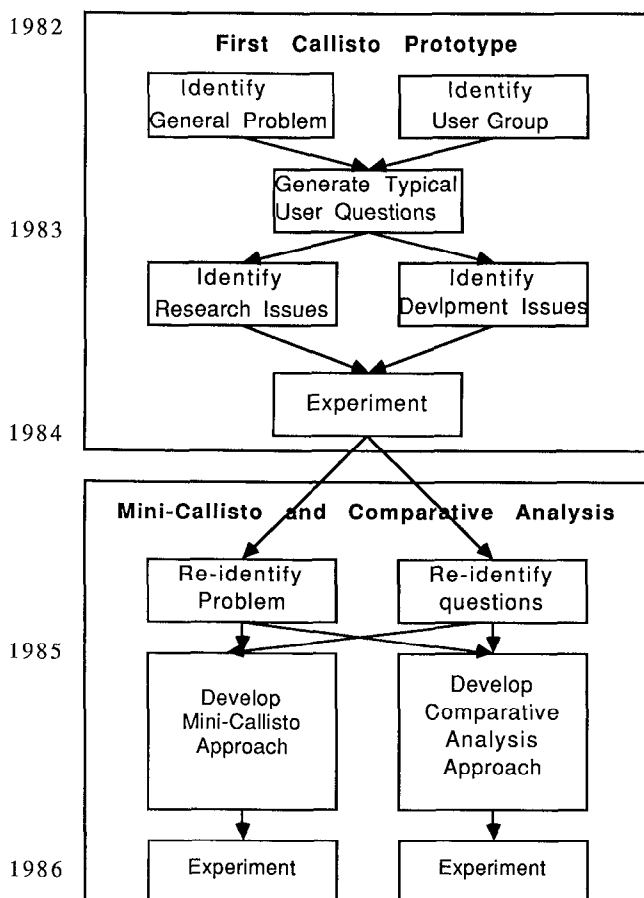 1982
First Callisto Prototype
Identify
General Problem
Identify
User Group
Generate Typical
User Questions
1983
Identify
Research Issues
Identify
Devlpment Issues
Experiment
1984
Mini-Callisto and Comparative Analysis
Re-identify
Problem
Re-identify
questions
1985
Develop
Mini-Callisto
Approach
Develop
Comparative
Analysis
Approach
Experiment
Experiment
1986